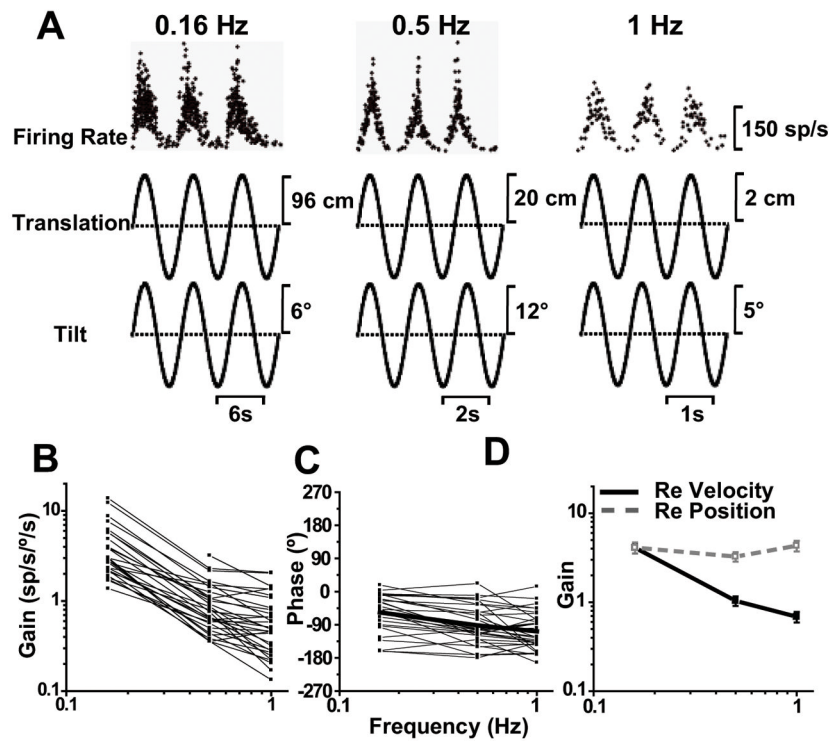 A
0.16 Hz 0.5 Hz 1 Hz
Firing Rate
150 sp/s
Translation
96 cm 20 cm 2 cm
Tilt
6° 12° 5°
6s 2s 1s
B
Gain (sp/s/º/s)
10
1
0.1
0.1 1
C
Phase (º)
270
180
90
0
-90
-180
-270
0.1 1
Frequency (Hz)
D
Re Velocity
Re Position
Gain
10
1
0.1
0.1 1